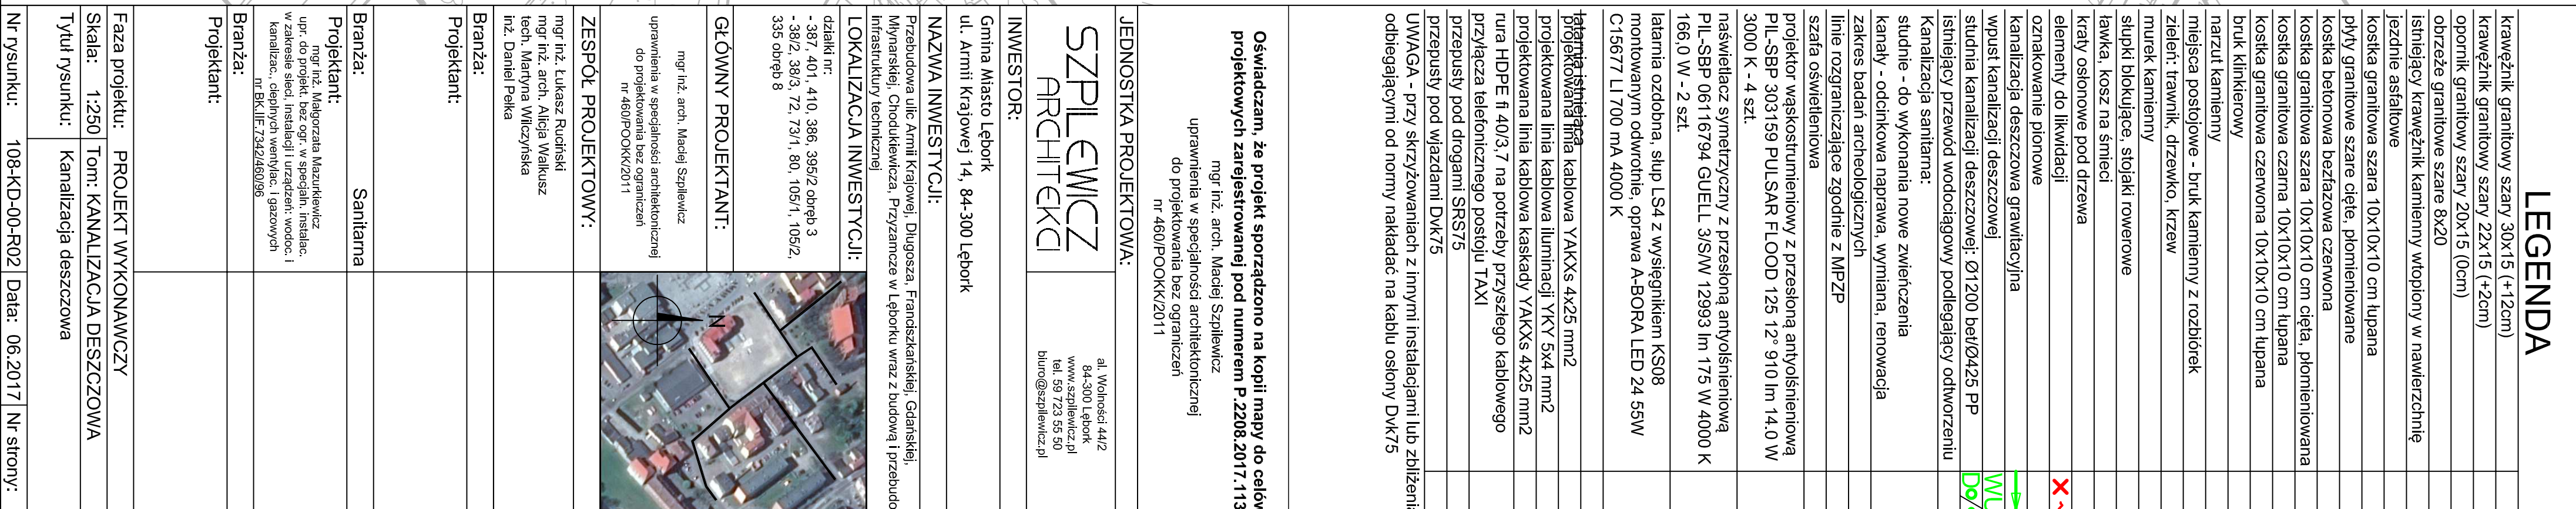 LEGENDA
krawężnik granitowy szary 30x15 (+12cm)
krawężnik granitowy szary 22x15 (+2cm)
opornik granitowy szary 20x15 (0cm)
obrzeże granitowe szare 8x20
istniejący krawężnik kamienny wtopiony w nawierzchnię
jezdnie asfaltowe
kostka granitowa szara 10x10x10 cm łupana
płyty granitowe szare cięte, płomieniowane
kostka betonowa bezfazowa czerwona
kostka granitowa szara 10x10x10 cm cięta, płomieniowana
kostka granitowa czarna 10x10x10 cm łupana
kostka granitowa czerwona 10x10x10 cm łupana
bruk klinkierowy
narzut kamienny
miejsca postojowe - bruk kamienny z rozbiórek
zieleń: trawnik, drzewko, krzew
murek kamienny
słupki blokujące, stojaki rowerowe
ławka, kosz na śmieci
kraty osłonowe pod drzewa
elementy do likwidacji
oznakowanie pionowe
kanalizacja deszczowa grawitacyjna
wpust kanalizacji deszczowej
WU
studnia kanalizacji deszczowej: Ø1200 bet/Ø425 PP
istniejący przewód wodociągowy podlegający odtworzeniu
Kanalizacja sanitarna:
studnie - do wykonania nowe zwieńczenia
kanały - odcinkowa naprawa, wymiana, renowacja
zakres badań archeologicznych
linie rozgraniczające zgodnie z MPZP
szafa oświetleniowa
projektor wąskostrumieniowy z przesłoną antyolśnieniową
PIL-SBP 303159 PULSAR FLOOD 125 12° 910 lm 14.0 W
3000 K - 4 szt.
naświetlacz symetryczny z przesłoną antyolśnieniową
PIL-SBP 06116794 GUELL 3/S/W 12993 lm 175 W 4000 K
166,0 W - 2 szt.
latarnia ozdobna, słup LS4 z wysięgnikiem KS08
montowanym odwrotnie, oprawa A-BORA LED 24 55W
C15677 LI 700 mA 4000 K
latarnia istniejąca
projektowana linia kablowa YAKXs 4x25 mm2
projektowana linia kablowa iluminacji YKY 5x4 mm2
projektowana linia kablowa kaskady YAKXs 4x25 mm2
rura HDPE fi 40/3,7 na potrzeby przyszłego kablowego
przyłącza telefonicznego postoju TAXI
przepusty pod drogami SRS75
przepusty pod wjazdami Dvk75
UWAGA - przy skrzyżowaniach z innymi instalacjami lub zbliżenia
odbiegającymi od normy nakładać na kablu osłony Dvk75
Oświadczam, że projekt sporządzono na kopii mapy do celów
projektowych zarejestrowanej pod numerem P.2208.2017.113
mgr inż. arch. Maciej Szpilewicz
uprawnienia w specjalności architektonicznej
do projektowania bez ograniczeń
nr 460/POOKK/2011
JEDNOSTKA PROJEKTOWA:
SZPILEWICZ
ARCHITEKCI
al. Wolności 44/2
84-300 Lębork
www.szpilewicz.pl
tel. 59 723 55 50
biuro@szpilewicz.pl
INWESTOR:
Gmina Miasto Lębork
ul. Armii Krajowej 14, 84-300 Lębork
NAZWA INWESTYCJI:
Przebudowa ulic Armii Krajowej, Długosza, Franciszkańskiej, Gdańskiej,
Młynarskiej, Chodukiewicza, Przyzamcze w Lęborku wraz z budową i przebudo
infrastruktury technicznej
LOKALIZACJA INWESTYCJI:
działki nr:
- 387, 401, 410, 386, 395/2 obręb 3
- 38/2, 38/3, 72, 73/1, 80, 105/1, 105/2,
335 obręb 8
N
GŁÓWNY PROJEKTANT:
mgr inż. arch. Maciej Szpilewicz
uprawnienia w specjalności architektonicznej
do projektowania bez ograniczeń
nr 460/POOKK/2011
ZESPÓŁ PROJEKTOWY:
mgr inż. Łukasz Ruciński
mgr inż. arch. Alicja Walkusz
tech. Martyna Wilczyńska
inż. Daniel Pełka
Branża:
Projektant:
Branża: Sanitarna
Projektant:
mgr inż. Małgorzata Mazurkiewicz
upr. do projekt. bez ogr. w specjaln. instalac.
w zakresie sieci, instalacji i urządzeń: wodoc. i
kanalizac., cieplnych wentylac. i gazowych
nr BK.IIF.7342/460/96
Branża:
Projektant:
Faza projektu: PROJEKT WYKONAWCZY
Skala: 1:250 Tom: KANALIZACJA DESZCZOWA
Tytuł rysunku: Kanalizacja deszczowa
Nr rysunku: 108-KD-00-R02 Data: 06.2017 Nr strony: